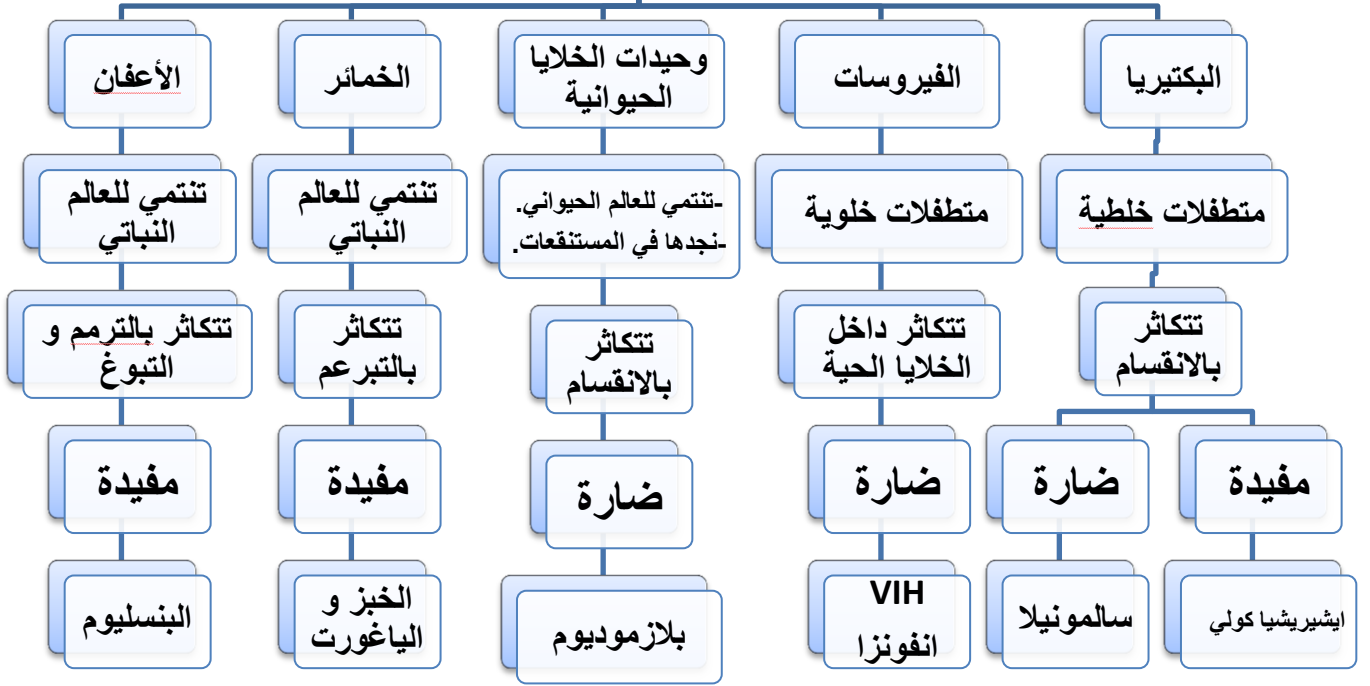 البكتيريا
الفيروسات
وحيدات الخلايا
الحيوانية
الخمائر
الأعفان
متطفلات خلطية
متطفلات خلوية
-تنتمي للعالم الحيواني.
-نجدها في المستنقعات.
تنتمي للعالم
النباتي
تنتمي للعالم
النباتي
تتكاثر
بالانقسام
تتكاثر داخل
الخلايا الحية
تتكاثر
بالانقسام
تتكاثر
بالتبرعم
تتكاثر بالترمم و
التبوغ
مفيدة
ضارة
ضارة
ضارة
مفيدة
مفيدة
ايشيريشيا كولي
سالمونيلا
VIH
انفونزا
بلازموديوم
الخبز و
الياغورت
البنسليوم